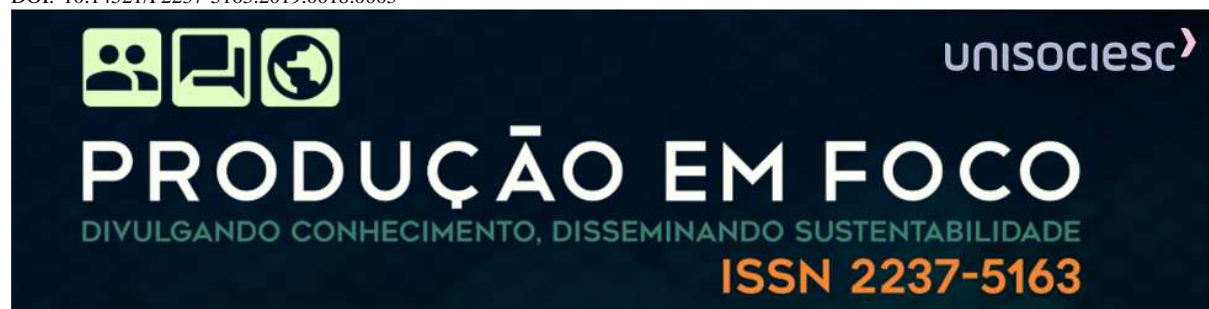 unisociesc
PRODUÇÃO EM FOCO
DIVULGANDO CONHECIMENTO, DISSEMINANDO SUSTENTABILIDADE
ISSN 2237-5163